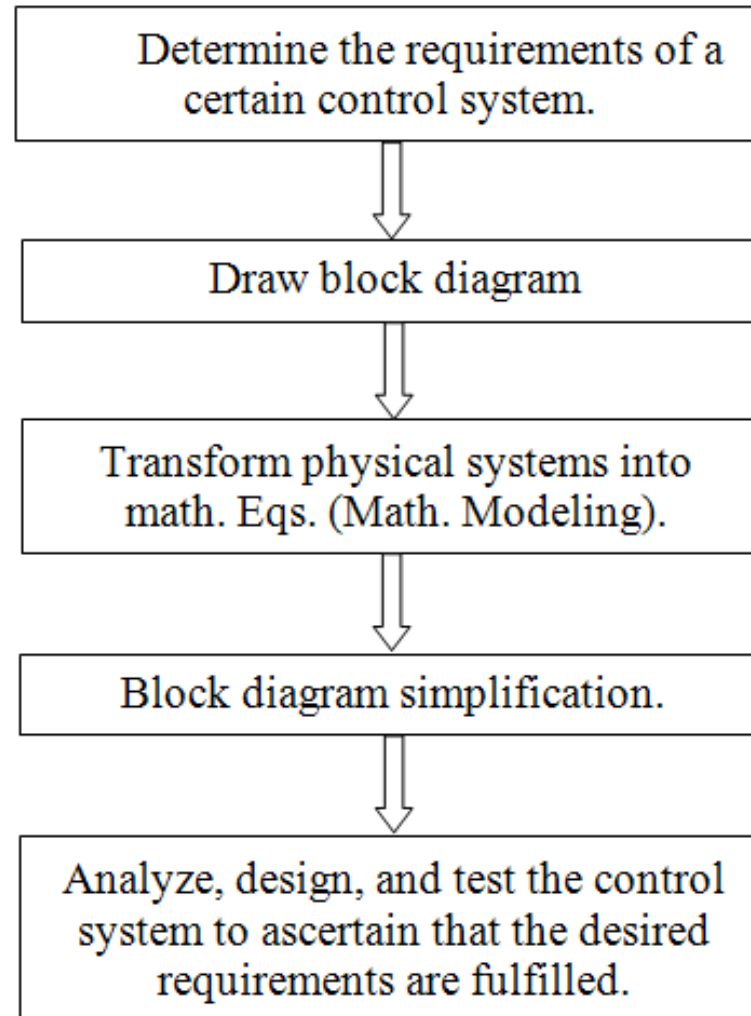 Determine the requirements of a
certain control system.
Draw block diagram
Transform physical systems into
math. Eqs. (Math. Modeling).
Block diagram simplification.
Analyze, design, and test the control
system to ascertain that the desired
requirements are fulfilled.